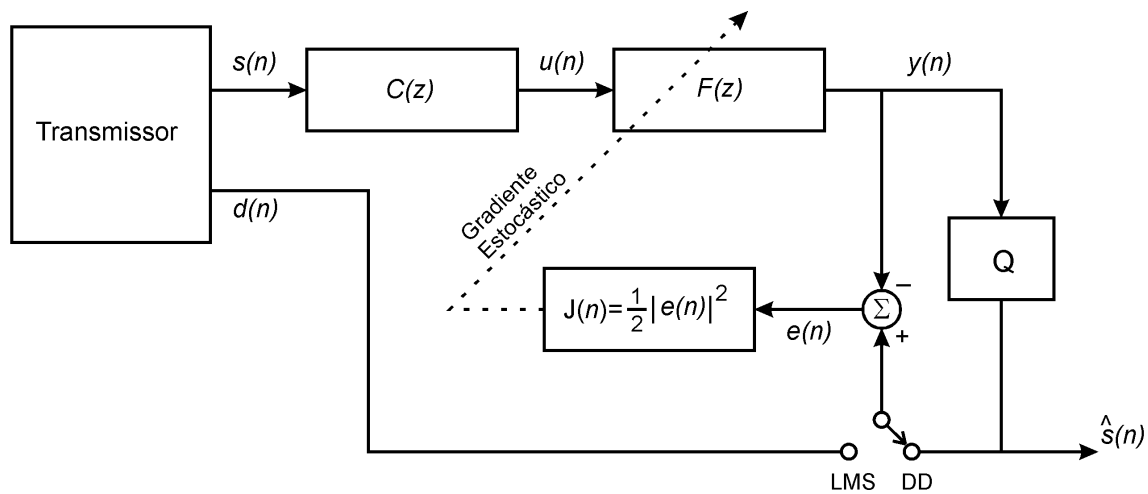 s(n)
u(n)
y(n)
Transmissor
C(z)
F(z)
d(n)
Gradiente
Estocástico
Q
J(n)=1/2|e(n)|²
e(n)
Σ
−
+
ŝ(n)
LMS
DD